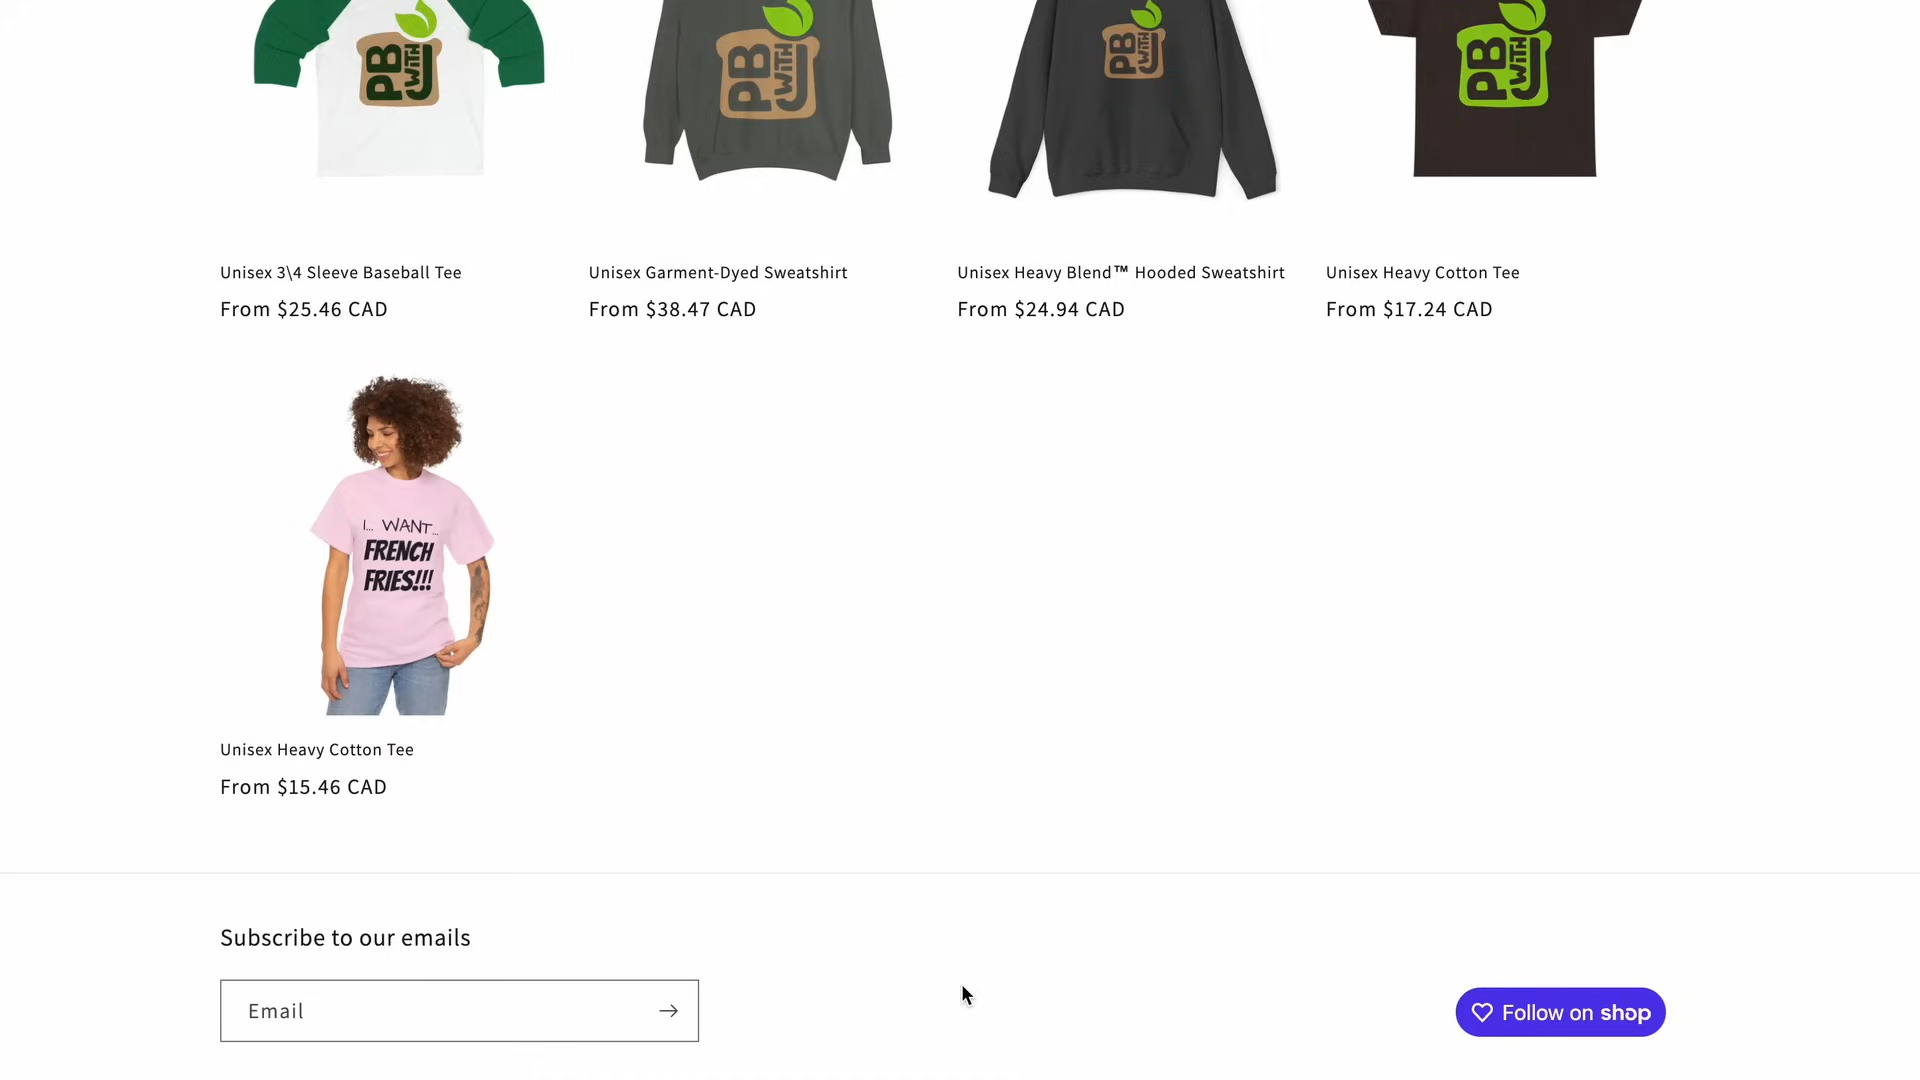 PB
WITH
J
PB
WITH
J
PB
WITH
J
PB
WITH
J
Unisex 3\4 Sleeve Baseball Tee
From $25.46 CAD
Unisex Garment-Dyed Sweatshirt
From $38.47 CAD
Unisex Heavy Blend™ Hooded Sweatshirt
From $24.94 CAD
Unisex Heavy Cotton Tee
From $17.24 CAD
I... WANT...
FRENCH
FRIES!!!
Unisex Heavy Cotton Tee
From $15.46 CAD
Subscribe to our emails
Email
Follow on shop